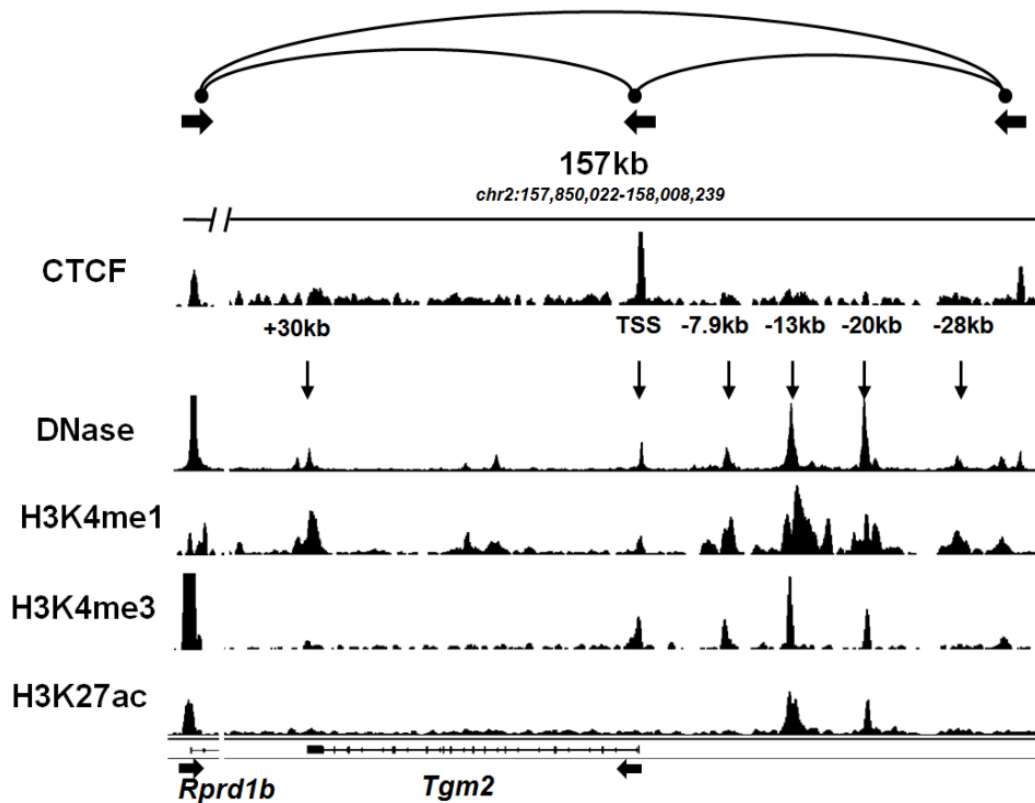 157kb
chr2:157,850,022-158,008,239
CTCF
+30kb TSS -7.9kb -13kb -20kb -28kb
DNase
H3K4me1
H3K4me3
H3K27ac
Rprd1b Tgm2